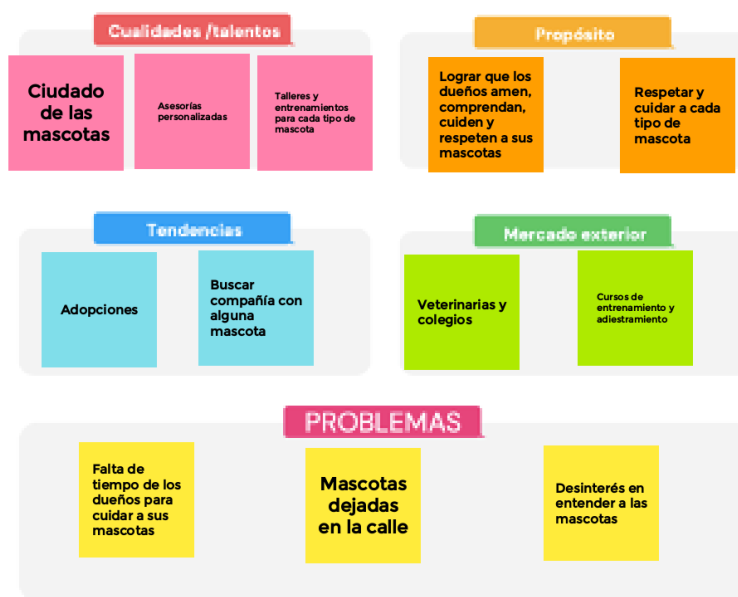 Cualidades /talentos
Ciudado
de las
mascotas
Asesorías
personalizadas
Talleres y
entrenamientos
para cada tipo de
mascota
Propósito
Lograr que los
dueños amen,
comprendan,
cuiden y
respeten a sus
mascotas
Respetar y
cuidar a cada
tipo de
mascota
Tendencias
Adopciones
Buscar
compañía con
alguna
mascota
Mercado exterior
Veterinarias y
colegios
Cursos de
entrenamiento y
adiestramiento
PROBLEMAS
Falta de
tiempo de los
dueños para
cuidar a sus
mascotas
Mascotas
dejadas
en la calle
Desinterés en
entender a las
mascotas